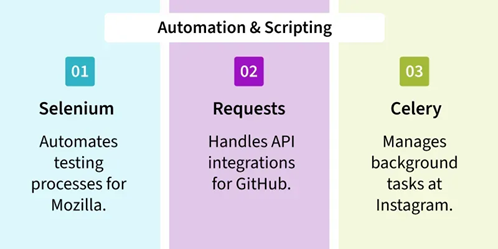 Automation & Scripting
01
Selenium
Automates
testing
processes for
Mozilla.
02
Requests
Handles API
integrations
for GitHub.
03
Celery
Manages
background
tasks at
Instagram.